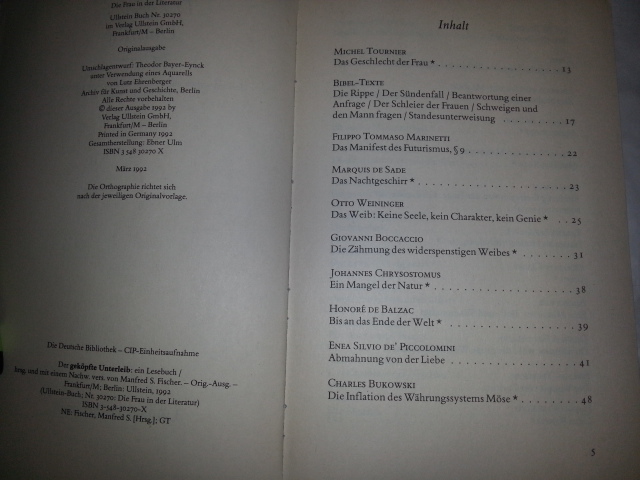 Die Frau in der Literatur
Ullstein Buch Nr. 30270
im Verlag Ullstein GmbH,
Frankfurt/M – Berlin
Originalausgabe
Umschlagentwurf: Theodor Bayer-Eynck
unter Verwendung eines Aquarells
von Lutz Ehrenberger
Archiv für Kunst und Geschichte, Berlin
Alle Rechte vorbehalten
© dieser Ausgabe 1992 by
Verlag Ullstein GmbH,
Frankfurt/M – Berlin
Printed in Germany 1992
Gesamtherstellung: Ebner Ulm
ISBN 3 548 30270 X
März 1992
Die Orthographie richtet sich
nach der jeweiligen Originalvorlage.
Die Deutsche Bibliothek – CIP-Einheitsaufnahme
Der geköpfte Unterleib: ein Lesebuch /
hrsg. und mit einem Nachw. vers. von Manfred S. Fischer. – Orig.-Ausg. –
Frankfurt/M; Berlin: Ullstein, 1992
(Ullstein-Buch; Nr. 30270: Die Frau in der Literatur)
ISBN 3-548-30270-X
NE: Fischer, Manfred S. [Hrsg.]; GT
Inhalt
Michel Tournier
Das Geschlecht der Frau * . . . . . . . . . . . . . . . . . . 13
Bibel-Texte
Die Rippe / Der Sündenfall / Beantwortung einer
Anfrage / Der Schleier der Frauen / Schweigen und
den Mann fragen / Standesunterweisung . . . . . . . . . 17
Filippo Tommaso Marinetti
Das Manifest des Futurismus, § 9 * . . . . . . . . . . . . . 22
Marquis de Sade
Das Nachtgeschirr * . . . . . . . . . . . . . . . . . . . . . 23
Otto Weininger
Das Weib: Keine Seele, kein Charakter, kein Genie * . . 25
Giovanni Boccaccio
Die Zähmung des widerspenstigen Weibes * . . . . . . . 31
Johannes Chrysostomus
Ein Mangel der Natur * . . . . . . . . . . . . . . . . . . . 38
Honoré de Balzac
Bis an das Ende der Welt * . . . . . . . . . . . . . . . . . 39
Enea Silvio de' Piccolomini
Abmahnung von der Liebe . . . . . . . . . . . . . . . . . 41
Charles Bukowski
Die Inflation des Währungssystems Möse * . . . . . . . . 48
5